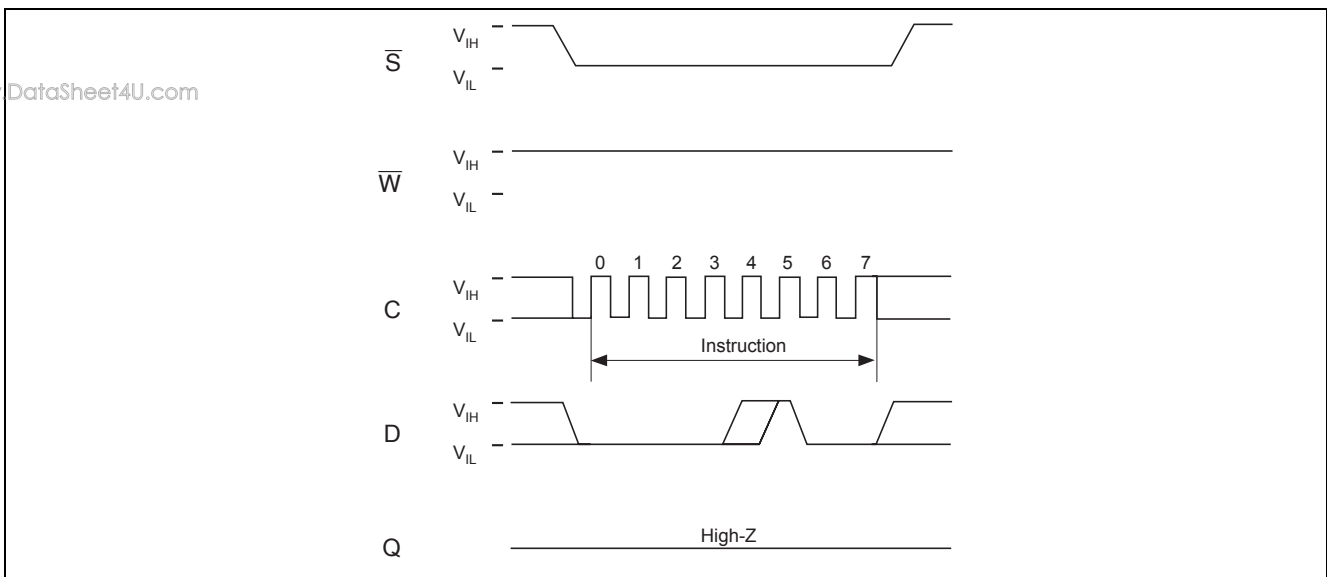 V_IH
S̅
V_IL
.DataSheet4U.com
V_IH
W̅
V_IL
0 1 2 3 4 5 6 7
V_IH
C
V_IL
Instruction
V_IH
D
V_IL
High-Z
Q